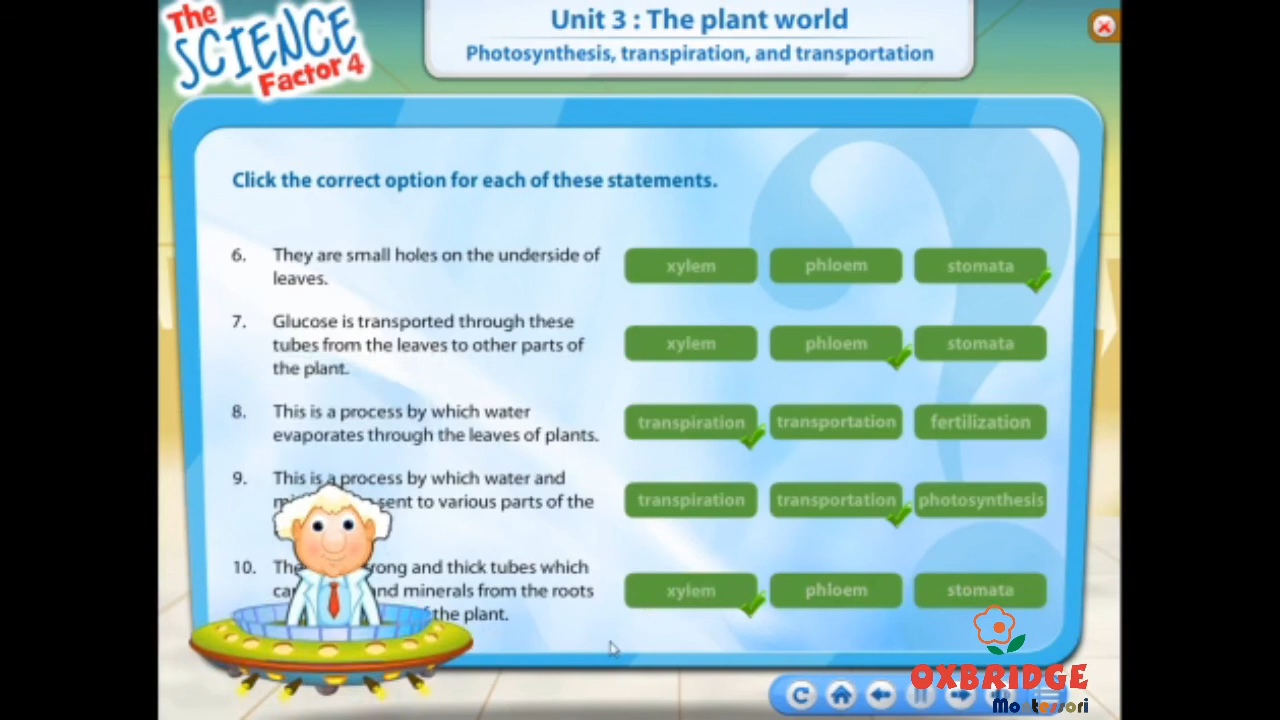 The
SCIENCE
Factor 4
Unit 3 : The plant world
Photosynthesis, transpiration, and transportation
Click the correct option for each of these statements.
6. They are small holes on the underside of
leaves.
xylem phloem stomata
7. Glucose is transported through these
tubes from the leaves to other parts of
the plant.
xylem phloem stomata
8. This is a process by which water
evaporates through the leaves of plants.
transpiration transportation fertilization
9. This is a process by which water and
sent to various parts of the
transpiration transportation photosynthesis
10. and thick tubes which
minerals from the roots
the plant.
xylem phloem stomata
OXBRIDGE
Montessori